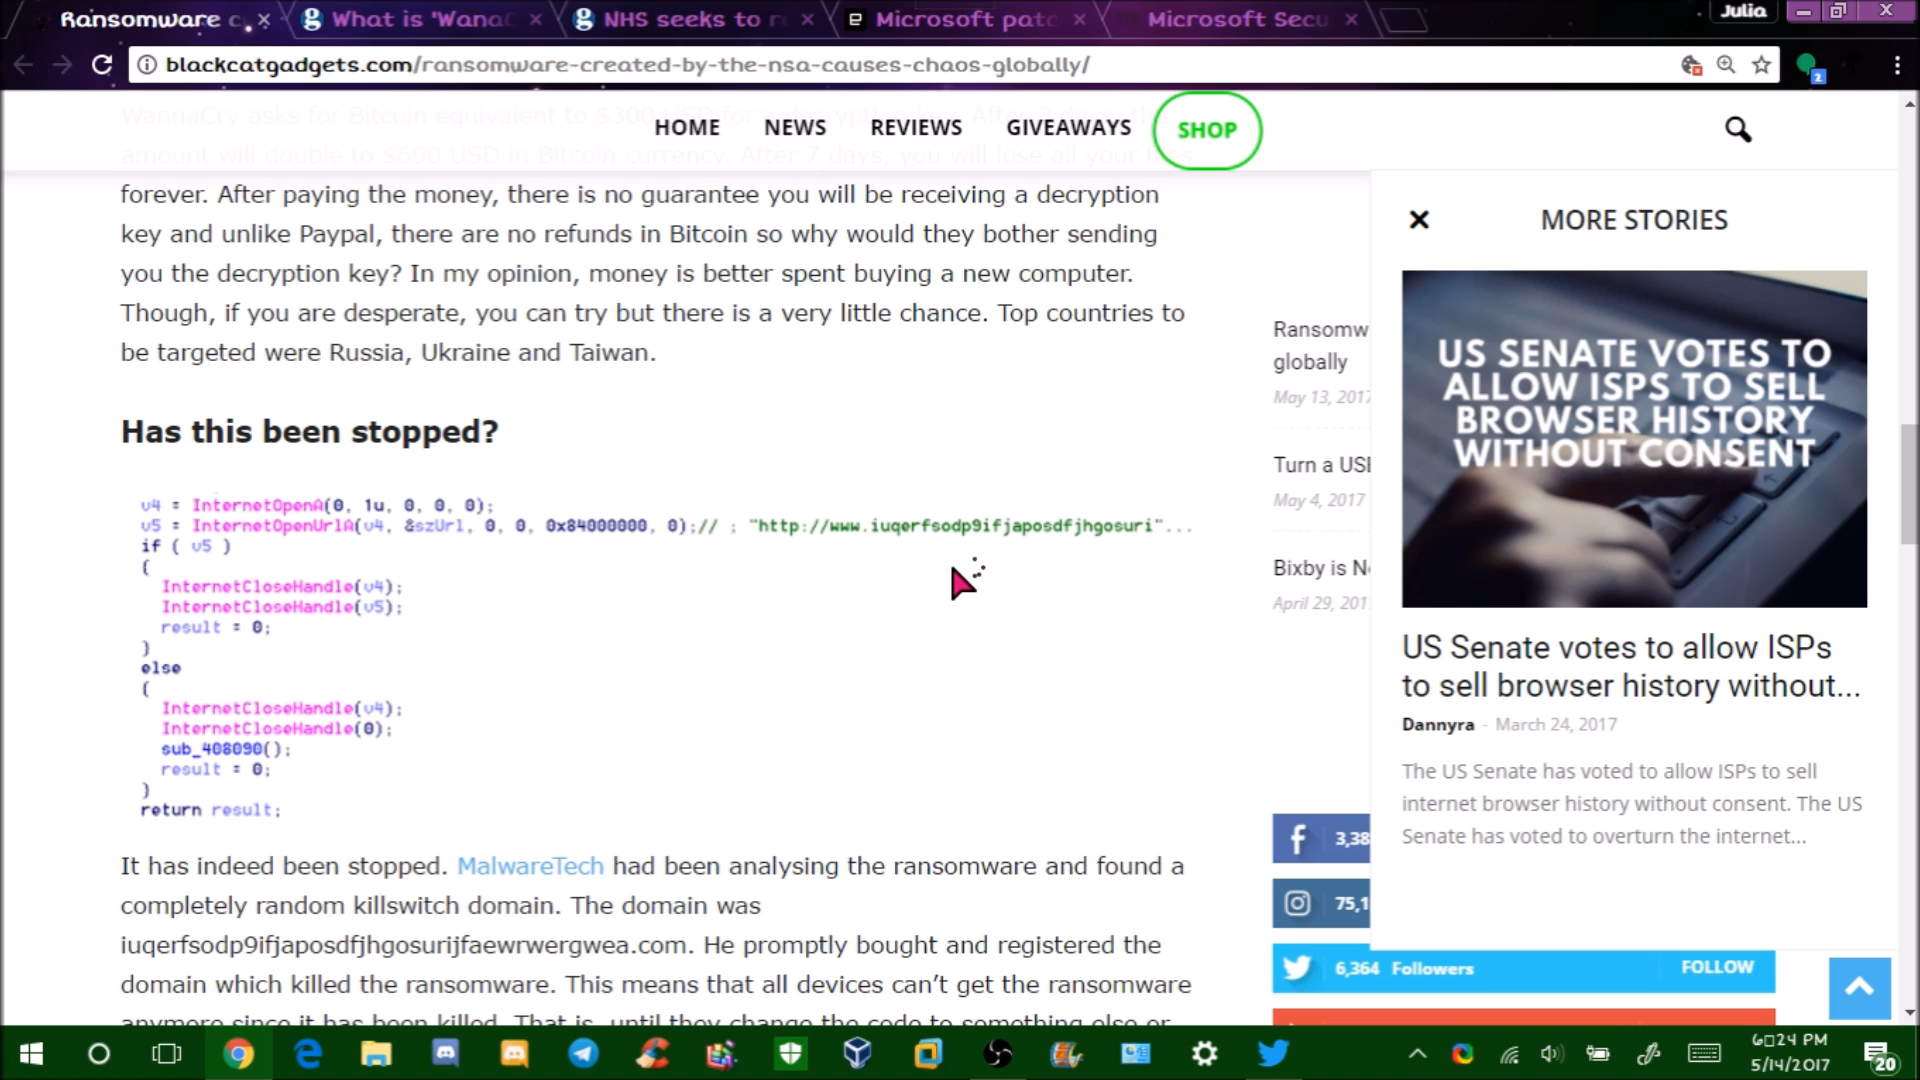 Ransomware c
What is 'WanaC
NHS seeks to r
Microsoft patc
Microsoft Secu
Julia
blackcatgadgets.com/ransomware-created-by-the-nsa-causes-chaos-globally/
2
HOME NEWS REVIEWS GIVEAWAYS SHOP
WannaCry asks for Bitcoin equivalent to $300 USD for a decryption key. After 3 days, the
amount will double to $600 USD in Bitcoin currency. After 7 days, you will lose all your files
forever. After paying the money, there is no guarantee you will be receiving a decryption
key and unlike Paypal, there are no refunds in Bitcoin so why would they bother sending
you the decryption key? In my opinion, money is better spent buying a new computer.
Though, if you are desperate, you can try but there is a very little chance. Top countries to
be targeted were Russia, Ukraine and Taiwan.
Has this been stopped?
v4 = InternetOpenA(0, 1u, 0, 0, 0);
v5 = InternetOpenUrlA(v4, &szUrl, 0, 0, 0x84000000, 0);// ; "http://www.iuqerfsodp9ifjaposdfjhgosuri"...
if ( v5 )
{
InternetCloseHandle(v4);
InternetCloseHandle(v5);
result = 0;
}
else
{
InternetCloseHandle(v4);
InternetCloseHandle(0);
sub_408090();
result = 0;
}
return result;
It has indeed been stopped. MalwareTech had been analysing the ransomware and found a
completely random killswitch domain. The domain was
iuqerfsodp9ifjaposdfjhgosurijfaewrwergwea.com. He promptly bought and registered the
domain which killed the ransomware. This means that all devices can't get the ransomware
anymore since it has been killed. That is, until they change the code to something else or
Ransomw
globally
May 13, 2017
Turn a USB
May 4, 2017
Bixby is N
April 29, 201
3,38
75,1
6,364 Followers FOLLOW
MORE STORIES
US SENATE VOTES TO
ALLOW ISPS TO SELL
BROWSER HISTORY
WITHOUT CONSENT
US Senate votes to allow ISPs
to sell browser history without...
Dannyra - March 24, 2017
The US Senate has voted to allow ISPs to sell
internet browser history without consent. The US
Senate has voted to overturn the internet...
6:24 PM
5/14/2017
20